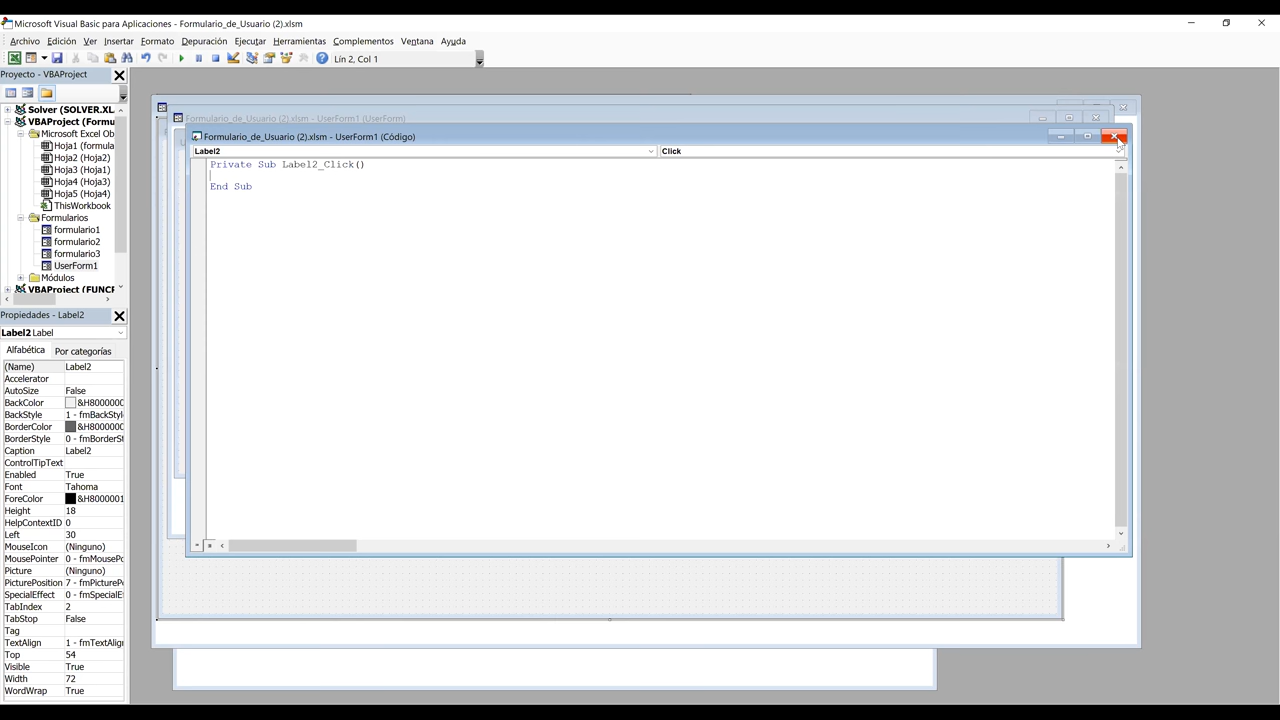 Microsoft Visual Basic para Aplicaciones - Formulario_de_Usuario (2).xlsm
Archivo Edición Ver Insertar Formato Depuración Ejecutar Herramientas Complementos Ventana Ayuda
Lín 2, Col 1
Proyecto - VBAProject
Solver (SOLVER.XL
VBAProject (Formu
Microsoft Excel Ob
Hoja1 (formula
Hoja2 (Hoja2)
Hoja3 (Hoja1)
Hoja4 (Hoja3)
Hoja5 (Hoja4)
ThisWorkbook
Formularios
formulario1
formulario2
formulario3
UserForm1
Módulos
VBAProject (FUNCF
Formulario_de_Usuario (2).xlsm - UserForm1 (UserForm)
Formulario_de_Usuario (2).xlsm - UserForm1 (Código)
Label2 Click
Private Sub Label2_Click()
End Sub
Propiedades - Label2
Label2 Label
Alfabética Por categorías
(Name) Label2
Accelerator
AutoSize False
BackColor &H8000000
BackStyle 1 - fmBackStyl
BorderColor &H8000000
BorderStyle 0 - fmBorderSt
Caption Label2
ControlTipText
Enabled True
Font Tahoma
ForeColor &H8000001
Height 18
HelpContextID 0
Left 30
MouseIcon (Ninguno)
MousePointer 0 - fmMousePo
Picture (Ninguno)
PicturePosition 7 - fmPicturePo
SpecialEffect 0 - fmSpecialEf
TabIndex 2
TabStop False
Tag
TextAlign 1 - fmTextAlign
Top 54
Visible True
Width 72
WordWrap True